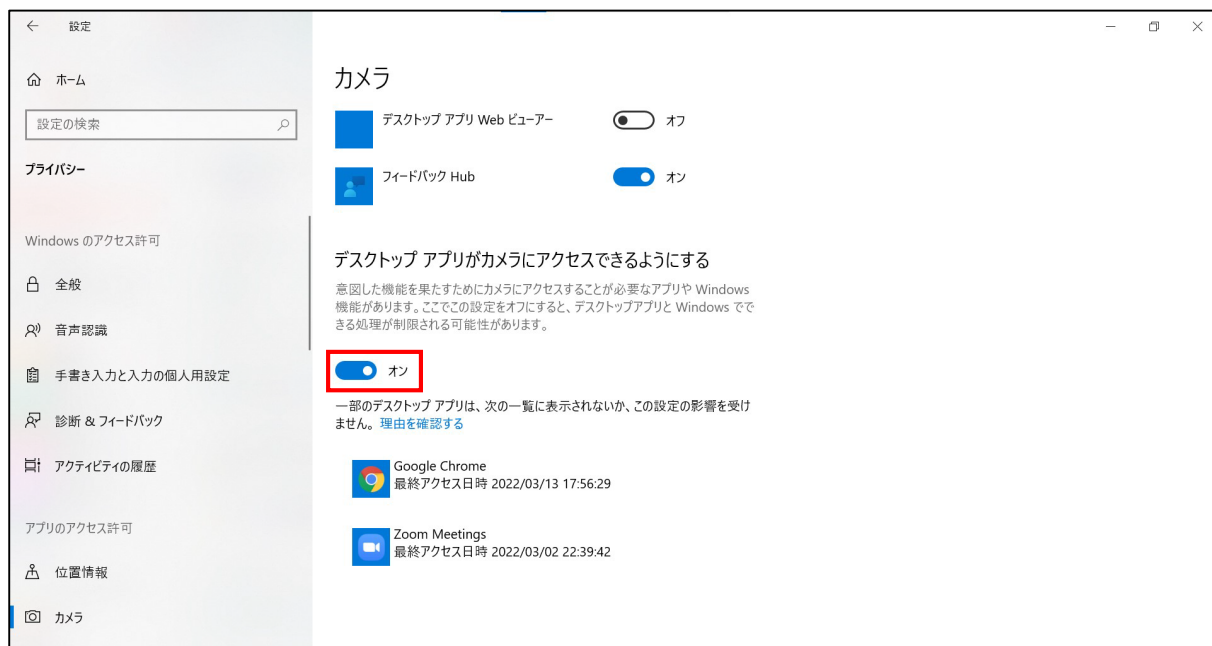 設定
ホーム
設定の検索
プライバシー
Windows のアクセス許可
全般
音声認識
手書き入力と入力の個人用設定
診断 & フィードバック
アクティビティの履歴
アプリのアクセス許可
位置情報
カメラ
カメラ
デスクトップ アプリ Web ビューアー
オフ
フィードバック Hub
オン
デスクトップ アプリがカメラにアクセスできるようにする
意図した機能を果たすためにカメラにアクセスすることが必要なアプリや Windows
機能があります。ここでこの設定をオフにすると、デスクトップアプリと Windows でで
きる処理が制限される可能性があります。
オン
一部のデスクトップ アプリは、次の一覧に表示されないか、この設定の影響を受け
ません。 理由を確認する
Google Chrome
最終アクセス日時 2022/03/13 17:56:29
Zoom Meetings
最終アクセス日時 2022/03/02 22:39:42